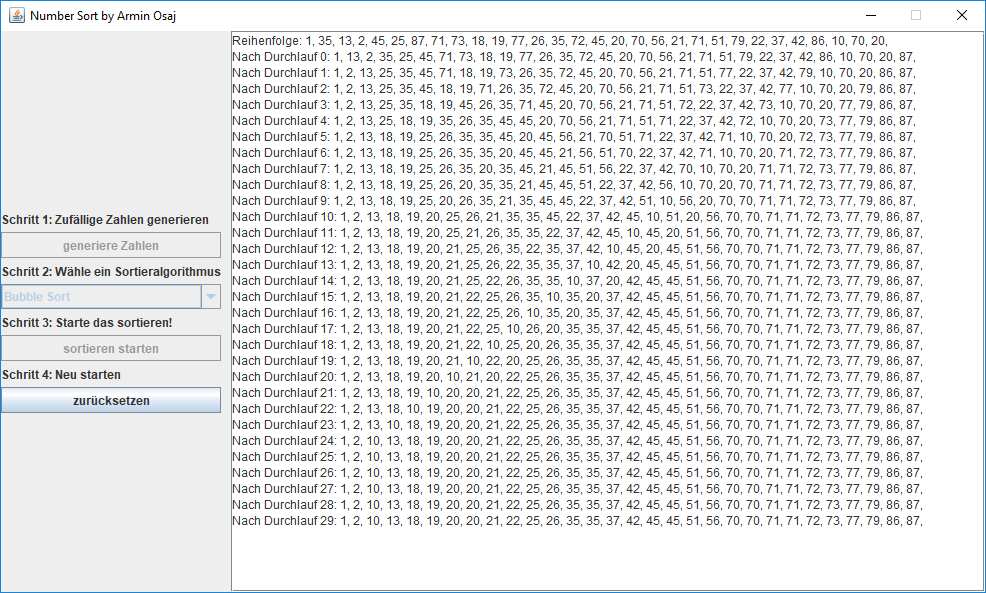 Number Sort by Armin Osaj
Schritt 1: Zufällige Zahlen generieren
generiere Zahlen
Schritt 2: Wähle ein Sortieralgorithmus
Bubble Sort
Schritt 3: Starte das sortieren!
sortieren starten
Schritt 4: Neu starten
zurücksetzen
Reihenfolge: 1, 35, 13, 2, 45, 25, 87, 71, 73, 18, 19, 77, 26, 35, 72, 45, 20, 70, 56, 21, 71, 51, 79, 22, 37, 42, 86, 10, 70, 20,
Nach Durchlauf 0: 1, 13, 2, 35, 25, 45, 71, 73, 18, 19, 77, 26, 35, 72, 45, 20, 70, 56, 21, 71, 51, 79, 22, 37, 42, 86, 10, 70, 20, 87,
Nach Durchlauf 1: 1, 2, 13, 25, 35, 45, 71, 18, 19, 73, 26, 35, 72, 45, 20, 70, 56, 21, 71, 51, 77, 22, 37, 42, 79, 10, 70, 20, 86, 87,
Nach Durchlauf 2: 1, 2, 13, 25, 35, 45, 18, 19, 71, 26, 35, 72, 45, 20, 70, 56, 21, 71, 51, 73, 22, 37, 42, 77, 10, 70, 20, 79, 86, 87,
Nach Durchlauf 3: 1, 2, 13, 25, 35, 18, 19, 45, 26, 35, 71, 45, 20, 70, 56, 21, 71, 51, 72, 22, 37, 42, 73, 10, 70, 20, 77, 79, 86, 87,
Nach Durchlauf 4: 1, 2, 13, 25, 18, 19, 35, 26, 35, 45, 45, 20, 70, 56, 21, 71, 51, 71, 22, 37, 42, 72, 10, 70, 20, 73, 77, 79, 86, 87,
Nach Durchlauf 5: 1, 2, 13, 18, 19, 25, 26, 35, 35, 45, 20, 45, 56, 21, 70, 51, 71, 22, 37, 42, 71, 10, 70, 20, 72, 73, 77, 79, 86, 87,
Nach Durchlauf 6: 1, 2, 13, 18, 19, 25, 26, 35, 35, 20, 45, 45, 21, 56, 51, 70, 22, 37, 42, 71, 10, 70, 20, 71, 72, 73, 77, 79, 86, 87,
Nach Durchlauf 7: 1, 2, 13, 18, 19, 25, 26, 35, 20, 35, 45, 21, 45, 51, 56, 22, 37, 42, 70, 10, 70, 20, 71, 71, 72, 73, 77, 79, 86, 87,
Nach Durchlauf 8: 1, 2, 13, 18, 19, 25, 26, 20, 35, 35, 21, 45, 45, 51, 22, 37, 42, 56, 10, 70, 20, 70, 71, 71, 72, 73, 77, 79, 86, 87,
Nach Durchlauf 9: 1, 2, 13, 18, 19, 25, 20, 26, 35, 21, 35, 45, 45, 22, 37, 42, 51, 10, 56, 20, 70, 70, 71, 71, 72, 73, 77, 79, 86, 87,
Nach Durchlauf 10: 1, 2, 13, 18, 19, 20, 25, 26, 21, 35, 35, 45, 22, 37, 42, 45, 10, 51, 20, 56, 70, 70, 71, 71, 72, 73, 77, 79, 86, 87,
Nach Durchlauf 11: 1, 2, 13, 18, 19, 20, 25, 21, 26, 35, 35, 22, 37, 42, 45, 10, 45, 20, 51, 56, 70, 70, 71, 71, 72, 73, 77, 79, 86, 87,
Nach Durchlauf 12: 1, 2, 13, 18, 19, 20, 21, 25, 26, 35, 22, 35, 37, 42, 10, 45, 20, 45, 51, 56, 70, 70, 71, 71, 72, 73, 77, 79, 86, 87,
Nach Durchlauf 13: 1, 2, 13, 18, 19, 20, 21, 25, 26, 22, 35, 35, 37, 10, 42, 20, 45, 45, 51, 56, 70, 70, 71, 71, 72, 73, 77, 79, 86, 87,
Nach Durchlauf 14: 1, 2, 13, 18, 19, 20, 21, 25, 22, 26, 35, 35, 10, 37, 20, 42, 45, 45, 51, 56, 70, 70, 71, 71, 72, 73, 77, 79, 86, 87,
Nach Durchlauf 15: 1, 2, 13, 18, 19, 20, 21, 22, 25, 26, 35, 10, 35, 20, 37, 42, 45, 45, 51, 56, 70, 70, 71, 71, 72, 73, 77, 79, 86, 87,
Nach Durchlauf 16: 1, 2, 13, 18, 19, 20, 21, 22, 25, 26, 10, 35, 20, 35, 37, 42, 45, 45, 51, 56, 70, 70, 71, 71, 72, 73, 77, 79, 86, 87,
Nach Durchlauf 17: 1, 2, 13, 18, 19, 20, 21, 22, 25, 10, 26, 20, 35, 35, 37, 42, 45, 45, 51, 56, 70, 70, 71, 71, 72, 73, 77, 79, 86, 87,
Nach Durchlauf 18: 1, 2, 13, 18, 19, 20, 21, 22, 10, 25, 20, 26, 35, 35, 37, 42, 45, 45, 51, 56, 70, 70, 71, 71, 72, 73, 77, 79, 86, 87,
Nach Durchlauf 19: 1, 2, 13, 18, 19, 20, 21, 10, 22, 20, 25, 26, 35, 35, 37, 42, 45, 45, 51, 56, 70, 70, 71, 71, 72, 73, 77, 79, 86, 87,
Nach Durchlauf 20: 1, 2, 13, 18, 19, 20, 10, 21, 20, 22, 25, 26, 35, 35, 37, 42, 45, 45, 51, 56, 70, 70, 71, 71, 72, 73, 77, 79, 86, 87,
Nach Durchlauf 21: 1, 2, 13, 18, 19, 10, 20, 20, 21, 22, 25, 26, 35, 35, 37, 42, 45, 45, 51, 56, 70, 70, 71, 71, 72, 73, 77, 79, 86, 87,
Nach Durchlauf 22: 1, 2, 13, 18, 10, 19, 20, 20, 21, 22, 25, 26, 35, 35, 37, 42, 45, 45, 51, 56, 70, 70, 71, 71, 72, 73, 77, 79, 86, 87,
Nach Durchlauf 23: 1, 2, 13, 10, 18, 19, 20, 20, 21, 22, 25, 26, 35, 35, 37, 42, 45, 45, 51, 56, 70, 70, 71, 71, 72, 73, 77, 79, 86, 87,
Nach Durchlauf 24: 1, 2, 10, 13, 18, 19, 20, 20, 21, 22, 25, 26, 35, 35, 37, 42, 45, 45, 51, 56, 70, 70, 71, 71, 72, 73, 77, 79, 86, 87,
Nach Durchlauf 25: 1, 2, 10, 13, 18, 19, 20, 20, 21, 22, 25, 26, 35, 35, 37, 42, 45, 45, 51, 56, 70, 70, 71, 71, 72, 73, 77, 79, 86, 87,
Nach Durchlauf 26: 1, 2, 10, 13, 18, 19, 20, 20, 21, 22, 25, 26, 35, 35, 37, 42, 45, 45, 51, 56, 70, 70, 71, 71, 72, 73, 77, 79, 86, 87,
Nach Durchlauf 27: 1, 2, 10, 13, 18, 19, 20, 20, 21, 22, 25, 26, 35, 35, 37, 42, 45, 45, 51, 56, 70, 70, 71, 71, 72, 73, 77, 79, 86, 87,
Nach Durchlauf 28: 1, 2, 10, 13, 18, 19, 20, 20, 21, 22, 25, 26, 35, 35, 37, 42, 45, 45, 51, 56, 70, 70, 71, 71, 72, 73, 77, 79, 86, 87,
Nach Durchlauf 29: 1, 2, 10, 13, 18, 19, 20, 20, 21, 22, 25, 26, 35, 35, 37, 42, 45, 45, 51, 56, 70, 70, 71, 71, 72, 73, 77, 79, 86, 87,